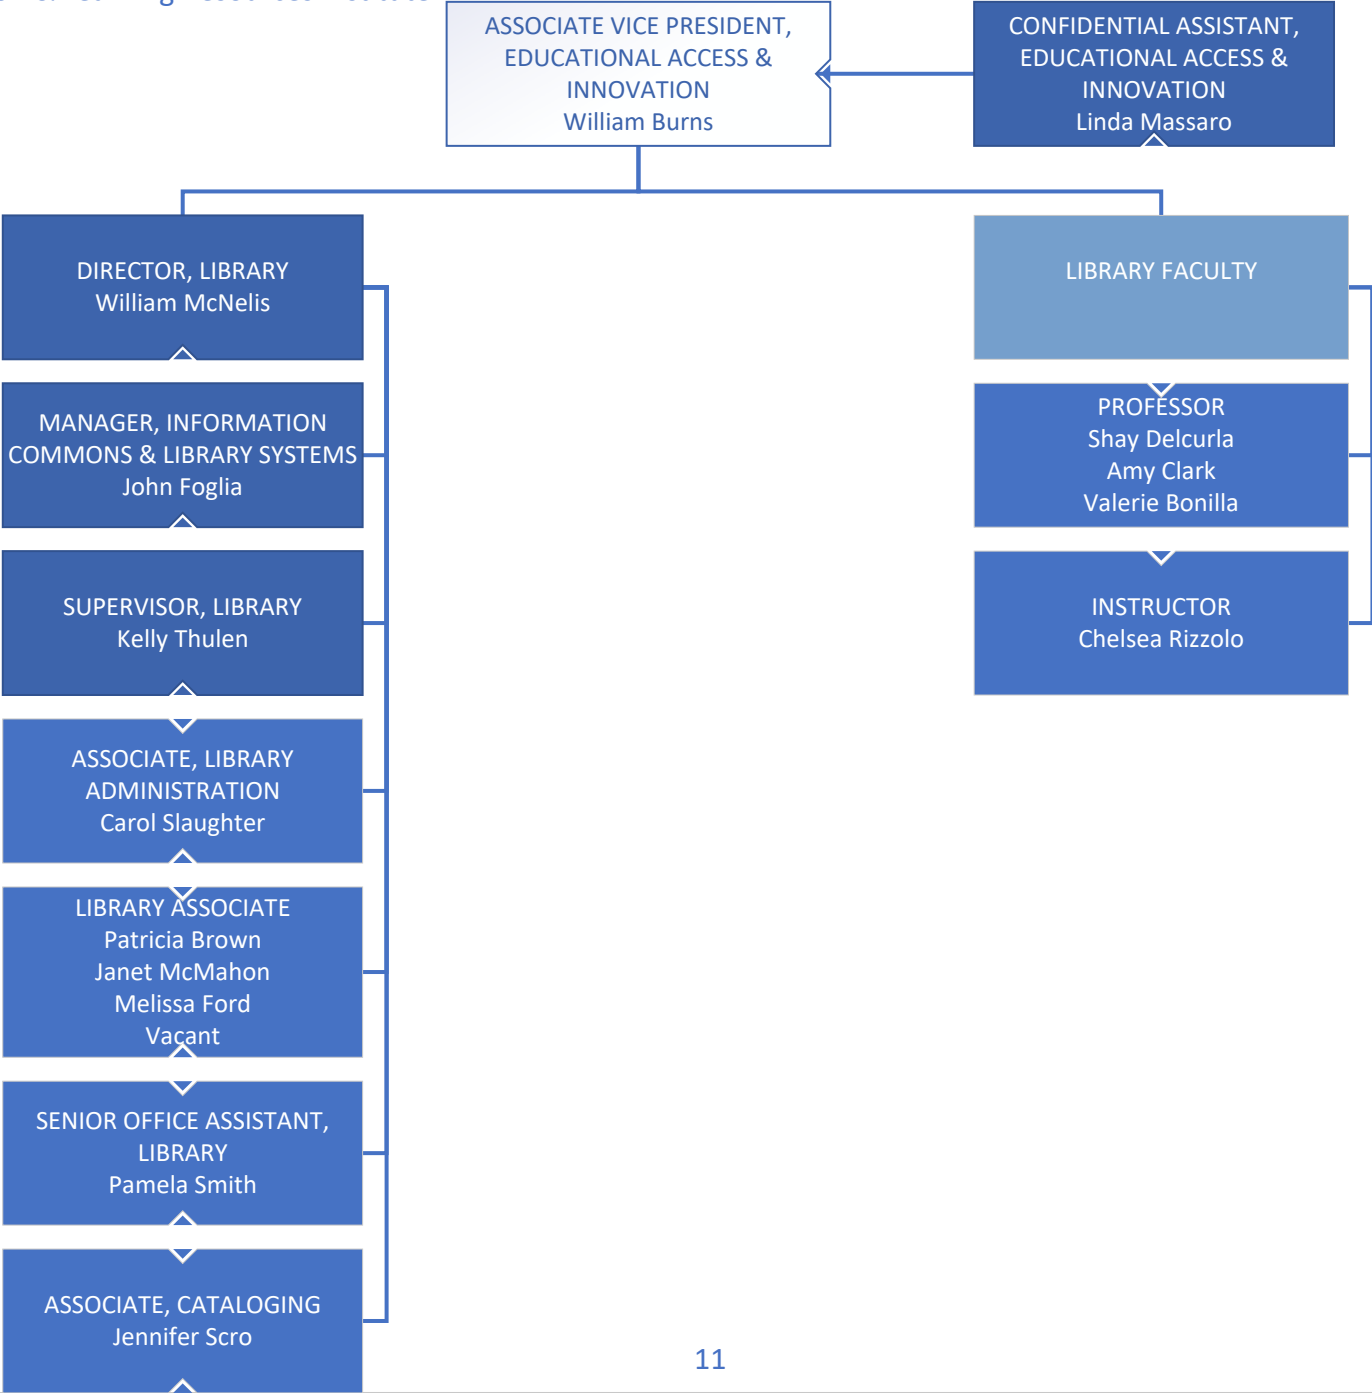 ASSOCIATE VICE PRESIDENT,
EDUCATIONAL ACCESS &
INNOVATION
William Burns
CONFIDENTIAL ASSISTANT,
EDUCATIONAL ACCESS &
INNOVATION
Linda Massaro
DIRECTOR, LIBRARY
William McNelis
LIBRARY FACULTY
MANAGER, INFORMATION
COMMONS & LIBRARY SYSTEMS
John Foglia
PROFESSOR
Shay Delcurla
Amy Clark
Valerie Bonilla
SUPERVISOR, LIBRARY
Kelly Thulen
INSTRUCTOR
Chelsea Rizzolo
ASSOCIATE, LIBRARY
ADMINISTRATION
Carol Slaughter
LIBRARY ASSOCIATE
Patricia Brown
Janet McMahon
Melissa Ford
Vacant
SENIOR OFFICE ASSISTANT,
LIBRARY
Pamela Smith
ASSOCIATE, CATALOGING
Jennifer Scro
11